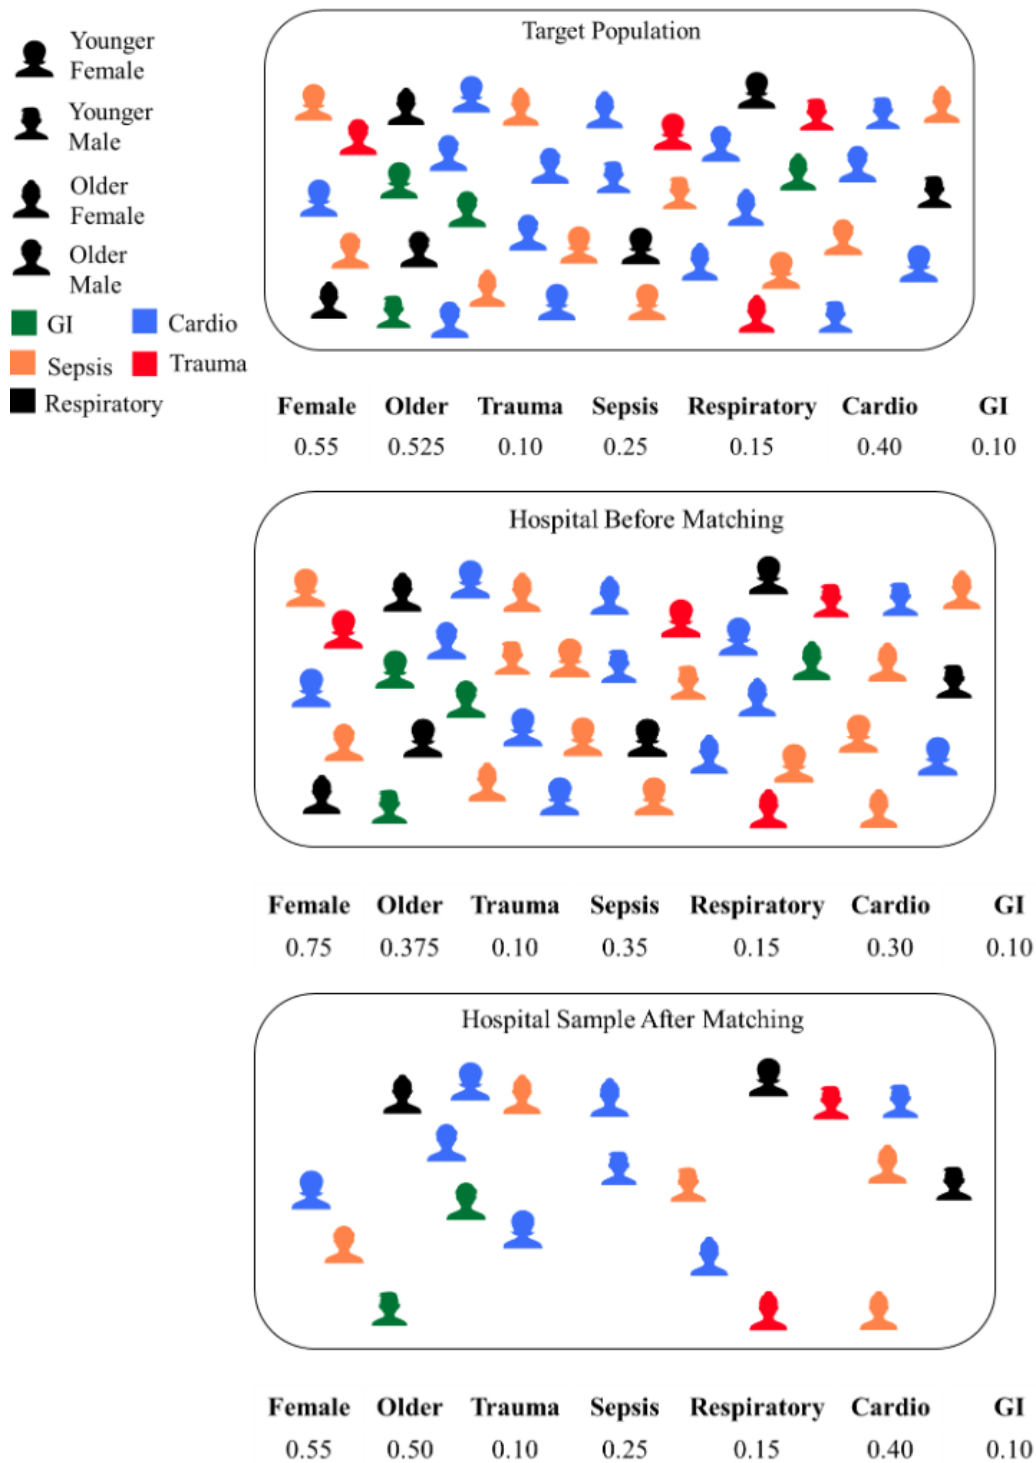 Younger
Female
Younger
Male
Older
Female
Older
Male
GI
Cardio
Sepsis
Trauma
Respiratory
Target Population
Female Older Trauma Sepsis Respiratory Cardio GI
0.55 0.525 0.10 0.25 0.15 0.40 0.10
Hospital Before Matching
Female Older Trauma Sepsis Respiratory Cardio GI
0.75 0.375 0.10 0.35 0.15 0.30 0.10
Hospital Sample After Matching
Female Older Trauma Sepsis Respiratory Cardio GI
0.55 0.50 0.10 0.25 0.15 0.40 0.10